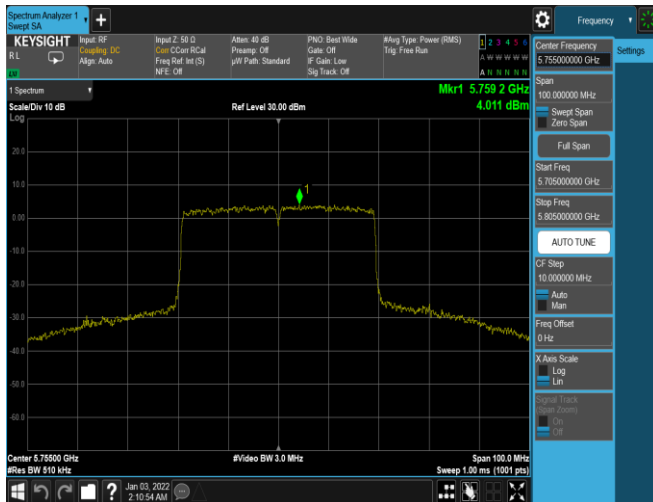 Spectrum Analyzer 1
Swept SA
+
Frequency
KEYSIGHT
RL
LXI
Input: RF
Coupling: DC
Align: Auto
Input Z: 50 Ω
Corr CCorr RCal
Freq Ref: Int (S)
NFE: Off
Atten: 40 dB
Preamp: Off
µW Path: Standard
PNO: Best Wide
Gate: Off
IF Gain: Low
Sig Track: Off
#Avg Type: Power (RMS)
Trig: Free Run
1 2 3 4 5 6
A W W W W W
A N N N N N
1 Spectrum
Scale/Div 10 dB
Log
Ref Level 30.00 dBm
Mkr1 5.759 2 GHz
4.011 dBm
1
20.0
10.0
0.00
-10.0
-20.0
-30.0
-40.0
-50.0
-60.0
Center 5.75500 GHz
#Res BW 510 kHz
#Video BW 3.0 MHz
Span 100.0 MHz
Sweep 1.00 ms (1001 pts)
Jan 03, 2022
2:10:54 AM
?
Settings
Center Frequency
5.755000000 GHz
Span
100.000000 MHz
Swept Span
Zero Span
Full Span
Start Freq
5.705000000 GHz
Stop Freq
5.805000000 GHz
AUTO TUNE
CF Step
10.000000 MHz
Auto
Man
Freq Offset
0 Hz
X Axis Scale
Log
Lin
Signal Track
(Span Zoom)
On
Off